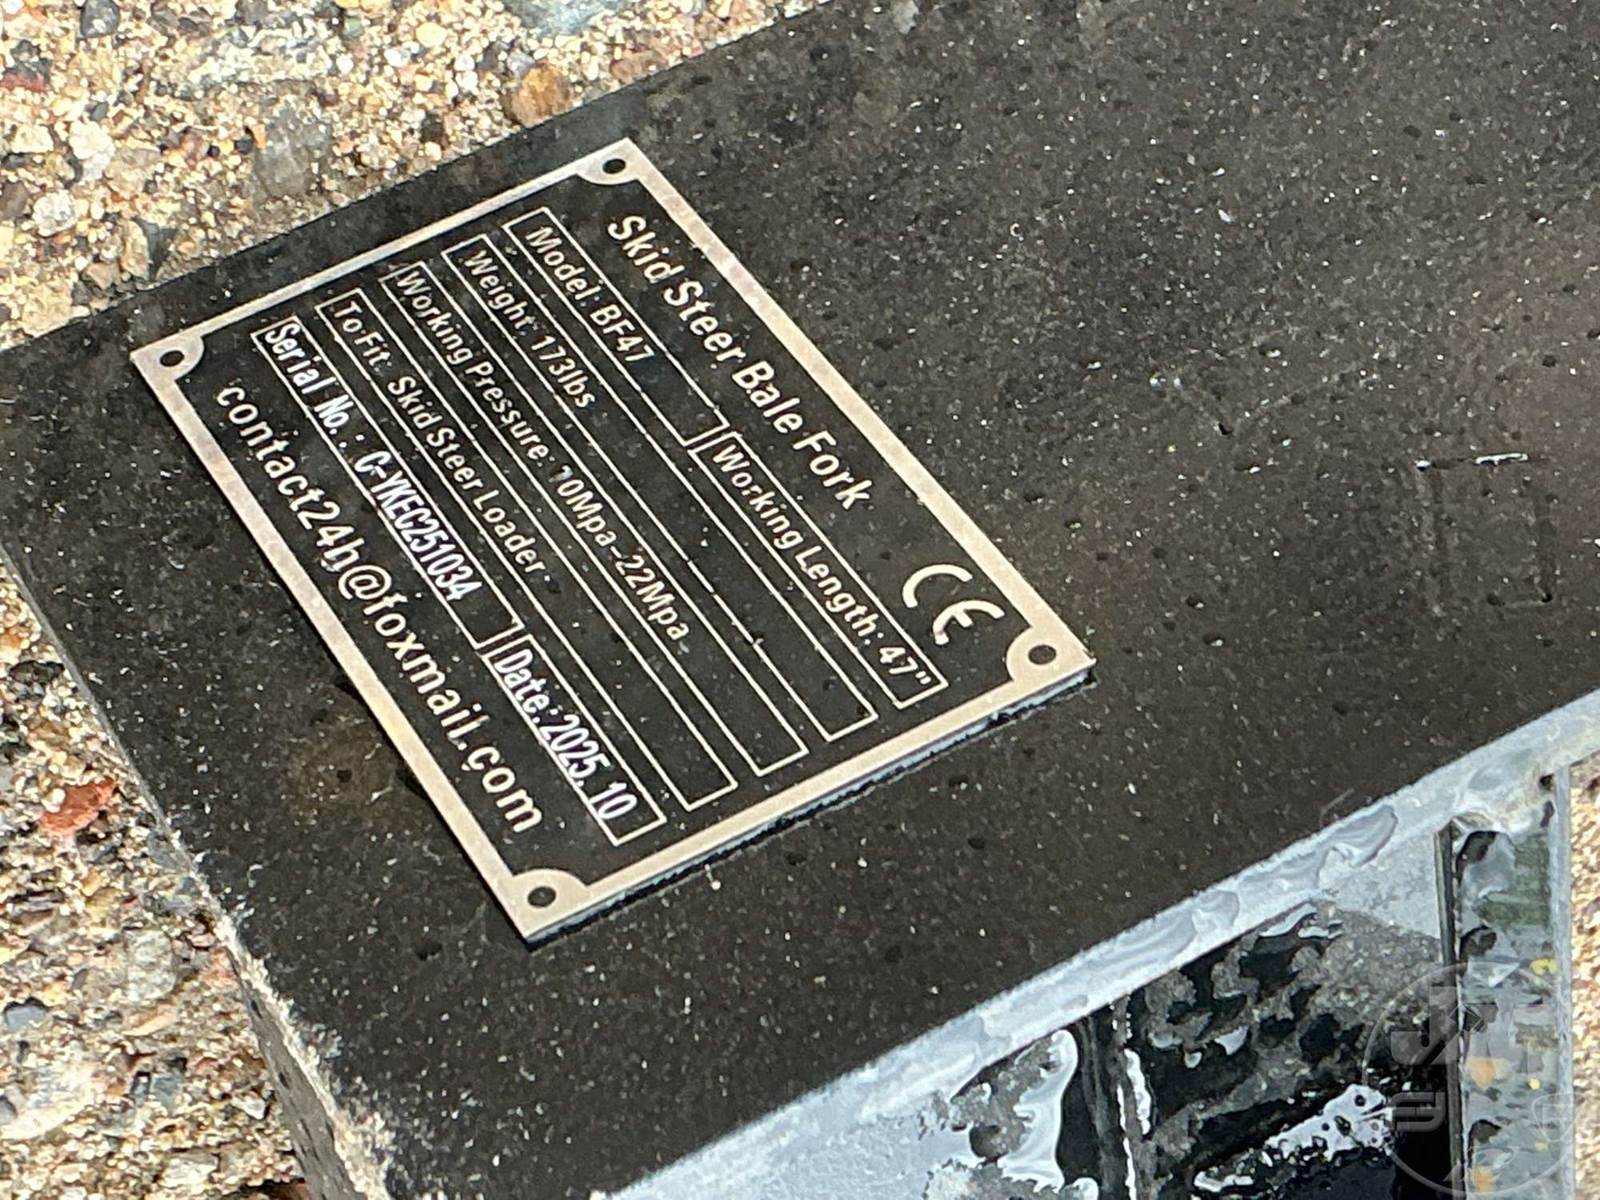 Skid Steer Bale Fork CE
Model: BF47 Working Length: 47"
Weight: 173lbs
Working Pressure: 10Mpa-22Mpa
To Fit: Skid Steer Loader
Serial No.: C-YKEC251034 Date: 2025.10
contact24h@foxmail.com